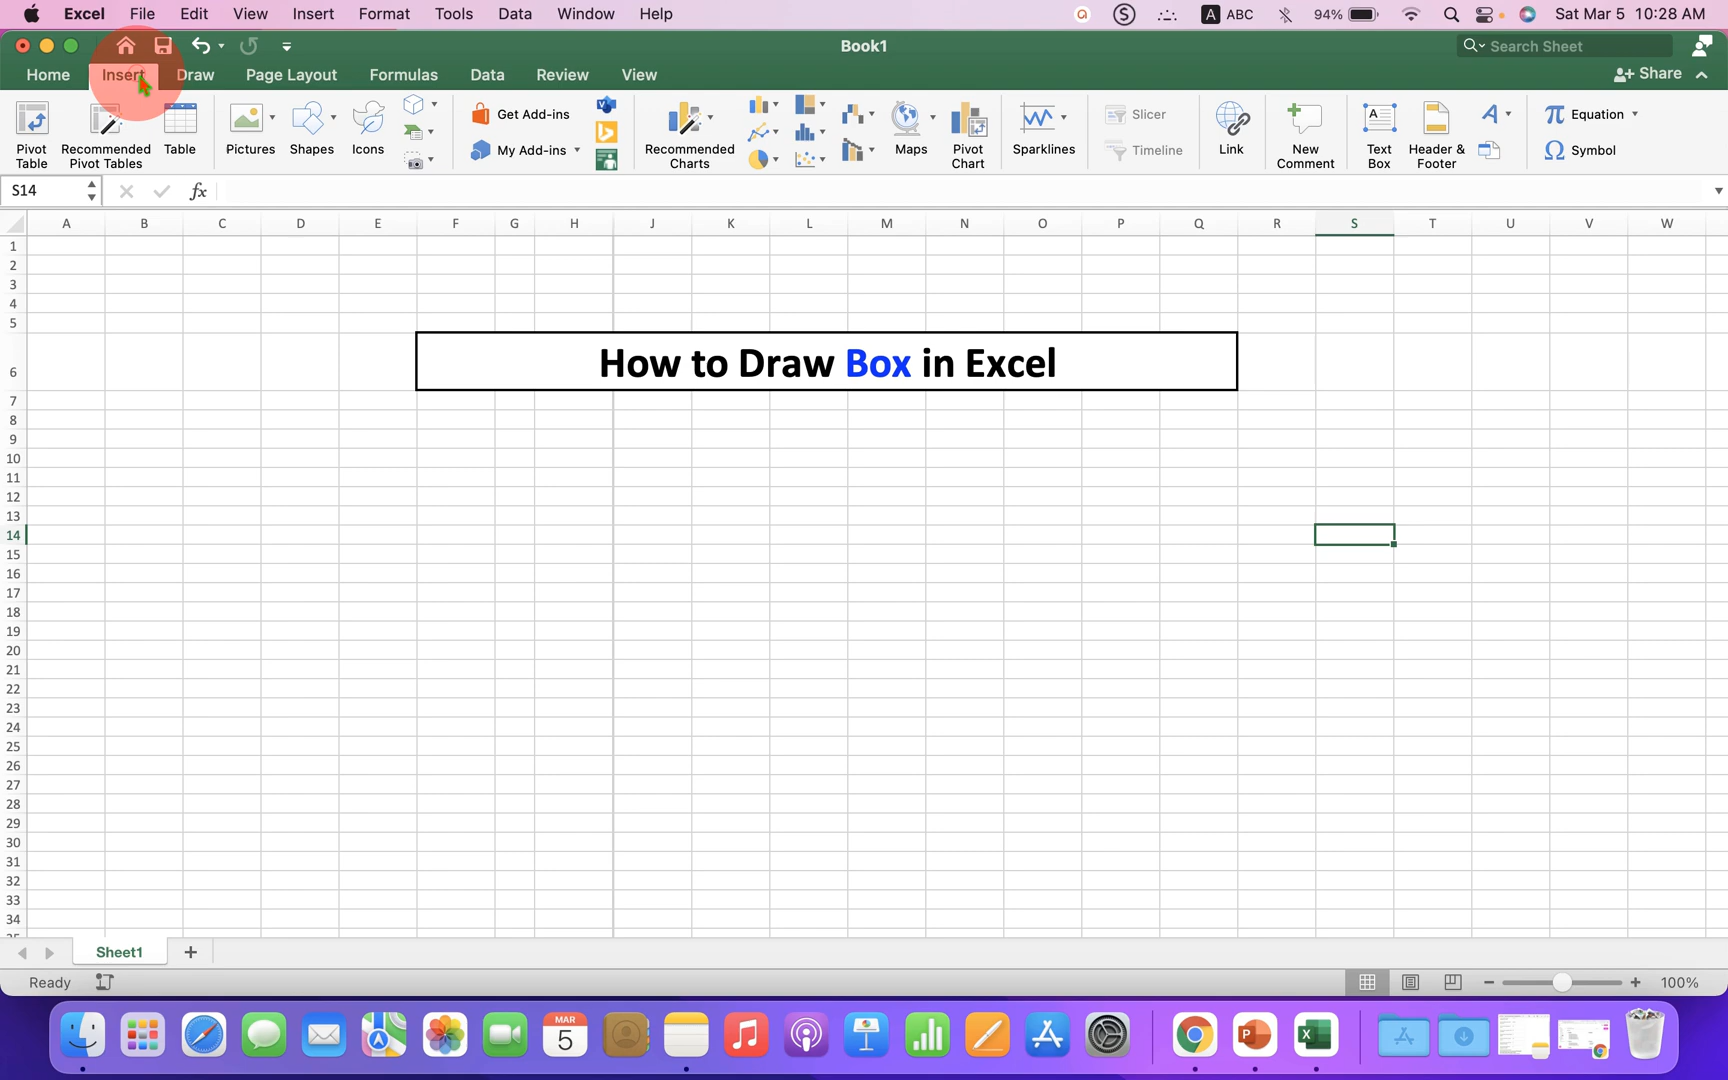 Excel File Edit View Insert Format Tools Data Window Help A ABC 94% Sat Mar 5 10:28 AM
Book1 Search Sheet
Home Insert Draw Page Layout Formulas Data Review View Share
Pivot Table
Recommended Pivot Tables
Table
Pictures
Shapes
Icons
Get Add-ins
My Add-ins
Recommended Charts
Maps
Pivot Chart
Sparklines
Slicer
Timeline
Link
New Comment
Text Box
Header & Footer
Equation
Symbol
S14 fx
A B C D E F G H J K L M N O P Q R S T U V W
1
2
3
4
5
6
How to Draw Box in Excel
7
8
9
10
11
12
13
14
15
16
17
18
19
20
21
22
23
24
25
26
27
28
29
30
31
32
33
34
Sheet1 +
Ready 100%
MAR
5